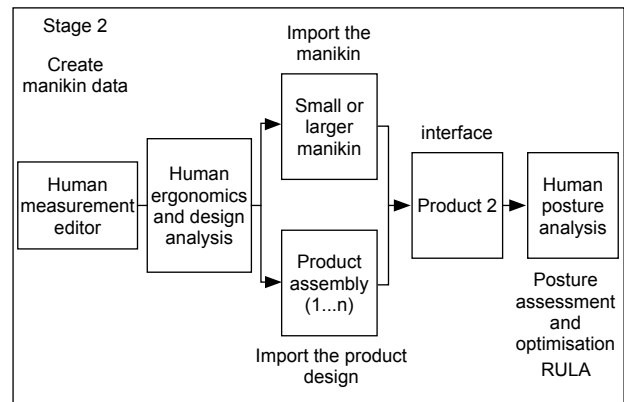 Stage 2
Create
manikin data
Human
measurement
editor
Human
ergonomics
and design
analysis
Import the
manikin
Small or
larger
manikin
Product
assembly
(1...n)
Import the product
design
interface
Product 2
Human
posture
analysis
Posture
assessment
and
optimisation
RULA